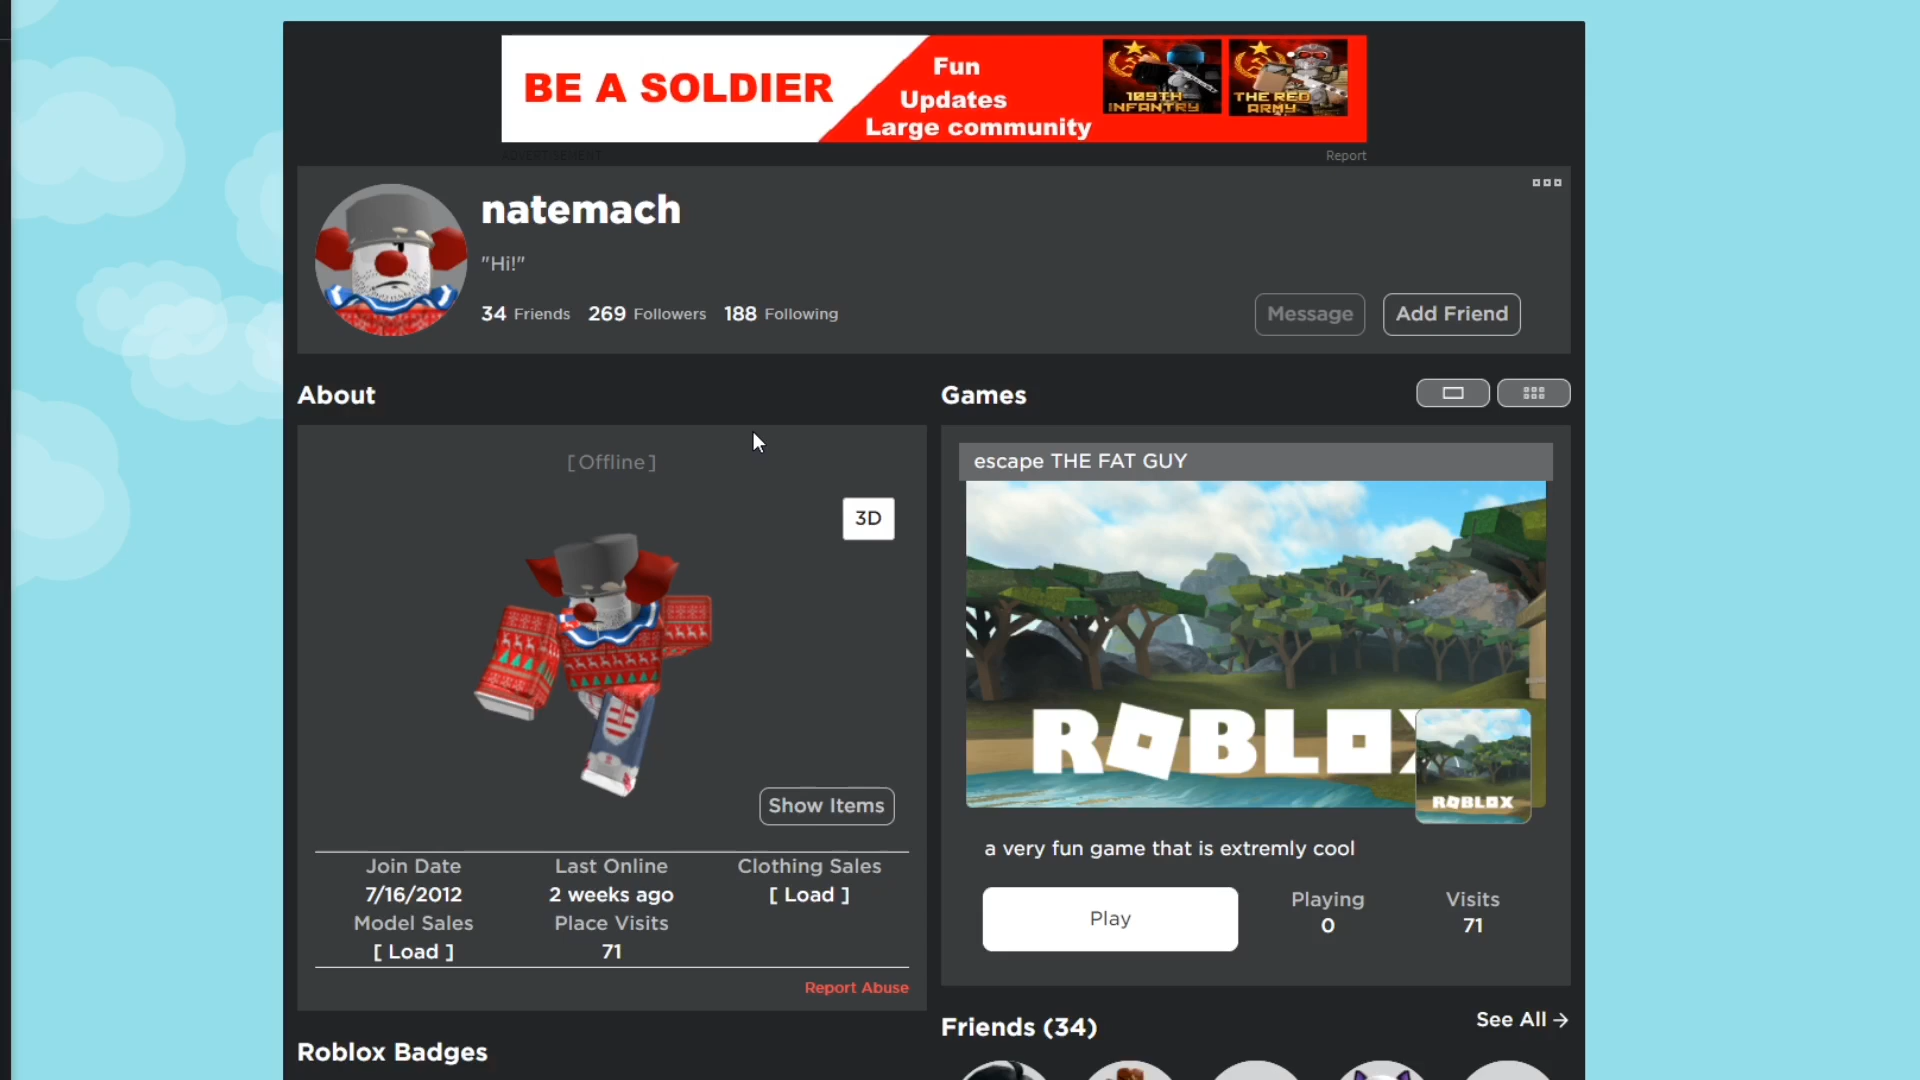 BE A SOLDIER
Fun
Updates
Large community
109TH
INFANTRY
THE RED
ARMY
ADVERTISEMENT
Report
natemach
"Hi!"
34 Friends 269 Followers 188 Following
Message
Add Friend
About
[ Offline ]
3D
Show Items
Join Date
7/16/2012
Last Online
2 weeks ago
Clothing Sales
[ Load ]
Model Sales
[ Load ]
Place Visits
71
Report Abuse
Roblox Badges
Games
escape THE FAT GUY
ROBLOX
ROBLOX
a very fun game that is extremly cool
Play
Playing
0
Visits
71
Friends (34)
See All →